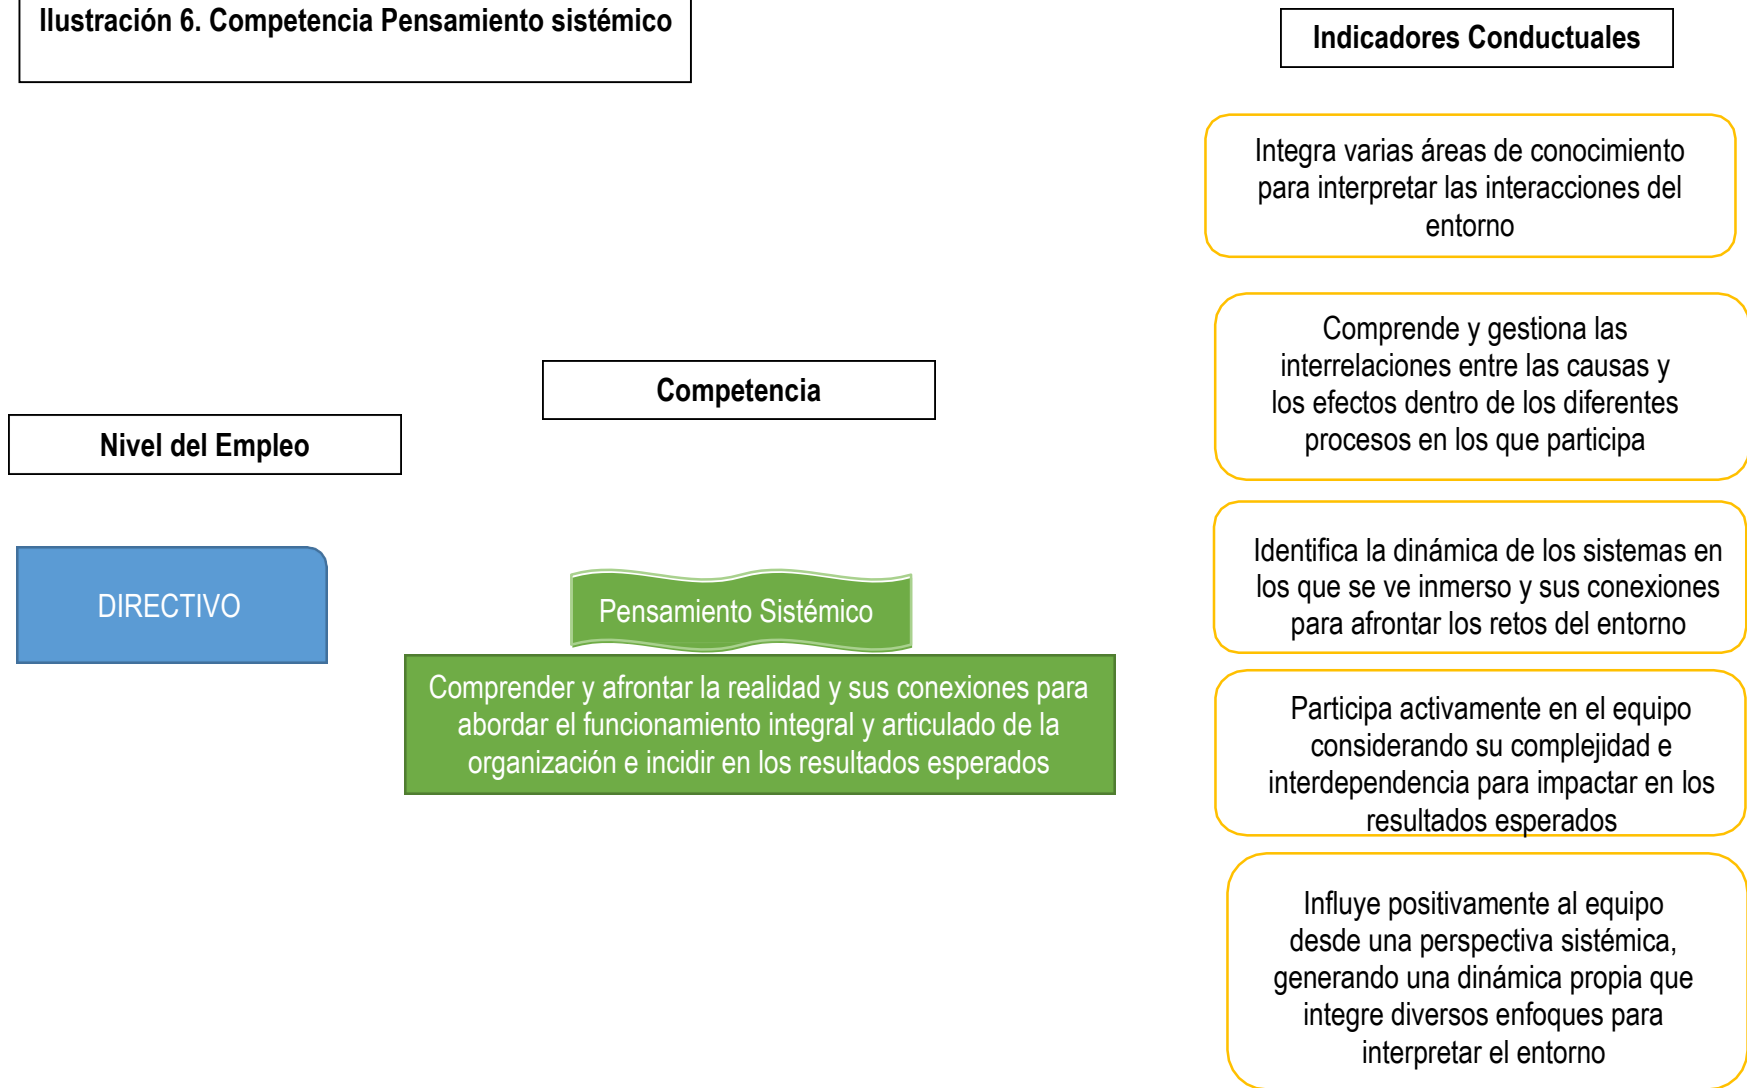 Ilustración 6. Competencia Pensamiento sistémico
Indicadores Conductuales
Integra varias áreas de conocimiento
para interpretar las interacciones del
entorno
Comprende y gestiona las
interrelaciones entre las causas y
los efectos dentro de los diferentes
procesos en los que participa
Competencia
Nivel del Empleo
Identifica la dinámica de los sistemas en
los que se ve inmerso y sus conexiones
para afrontar los retos del entorno
DIRECTIVO
Pensamiento Sistémico
Comprender y afrontar la realidad y sus conexiones para
abordar el funcionamiento integral y articulado de la
organización e incidir en los resultados esperados
Participa activamente en el equipo
considerando su complejidad e
interdependencia para impactar en los
resultados esperados
Influye positivamente al equipo
desde una perspectiva sistémica,
generando una dinámica propia que
integre diversos enfoques para
interpretar el entorno